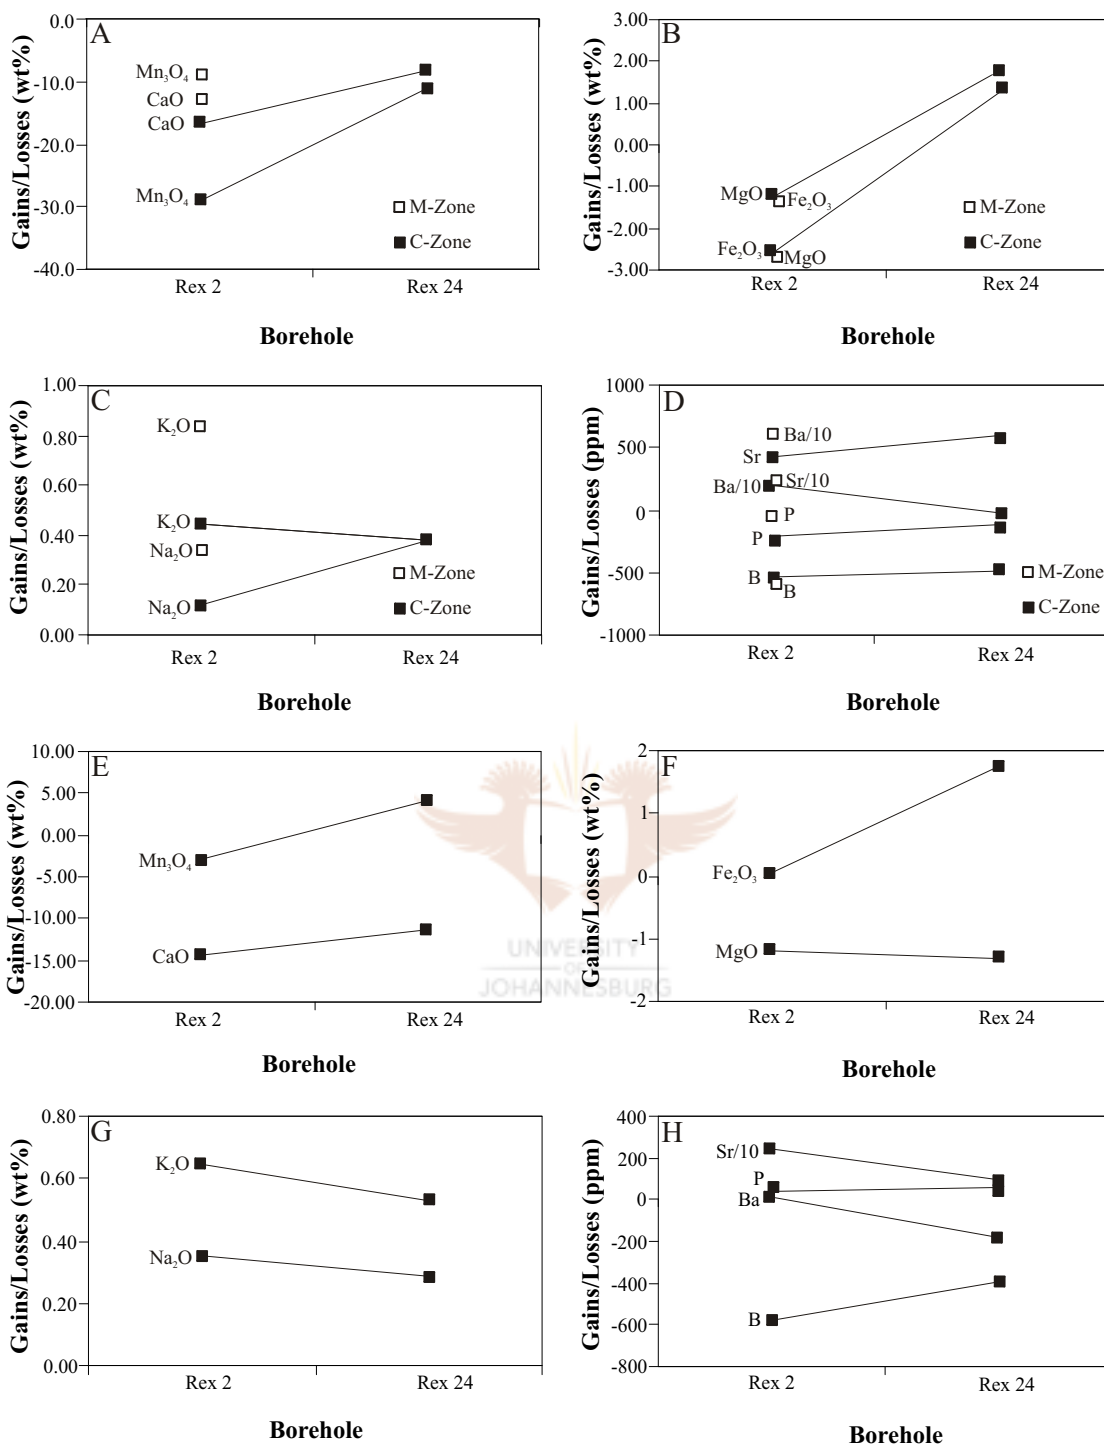 A
Gains/Losses (wt%)
0.0
-10.0
-20.0
-30.0
-40.0
Mn₃O₄
CaO
CaO
Mn₃O₄
M-Zone
C-Zone
Rex 2 Rex 24
Borehole
B
Gains/Losses (wt%)
3.00
2.00
1.00
0.00
-1.00
-2.00
-3.00
MgO Fe₂O₃
Fe₂O₃ MgO
M-Zone
C-Zone
Rex 2 Rex 24
Borehole
C
Gains/Losses (wt%)
1.00
0.80
0.60
0.40
0.20
0.00
K₂O
K₂O
Na₂O
Na₂O
M-Zone
C-Zone
Rex 2 Rex 24
Borehole
D
Gains/Losses (ppm)
1000
500
0
-500
-1000
Ba/10
Sr
Sr/10
Ba/10
P
P
B
B
M-Zone
C-Zone
Rex 2 Rex 24
Borehole
E
Gains/Losses (wt%)
10.00
5.00
0.00
-5.00
-10.00
-15.00
-20.00
Mn₃O₄
CaO
Rex 2 Rex 24
Borehole
F
Gains/Losses (wt%)
2
1
0
-1
-2
Fe₂O₃
MgO
Rex 2 Rex 24
Borehole
UNIVERSITY
OF
JOHANNESBURG
G
Gains/Losses (wt%)
0.80
0.60
0.40
0.20
0.00
K₂O
Na₂O
Rex 2 Rex 24
Borehole
H
Gains/Losses (ppm)
400
200
0
-200
-400
-600
-800
Sr/10
P
Ba
B
Rex 2 Rex 24
Borehole